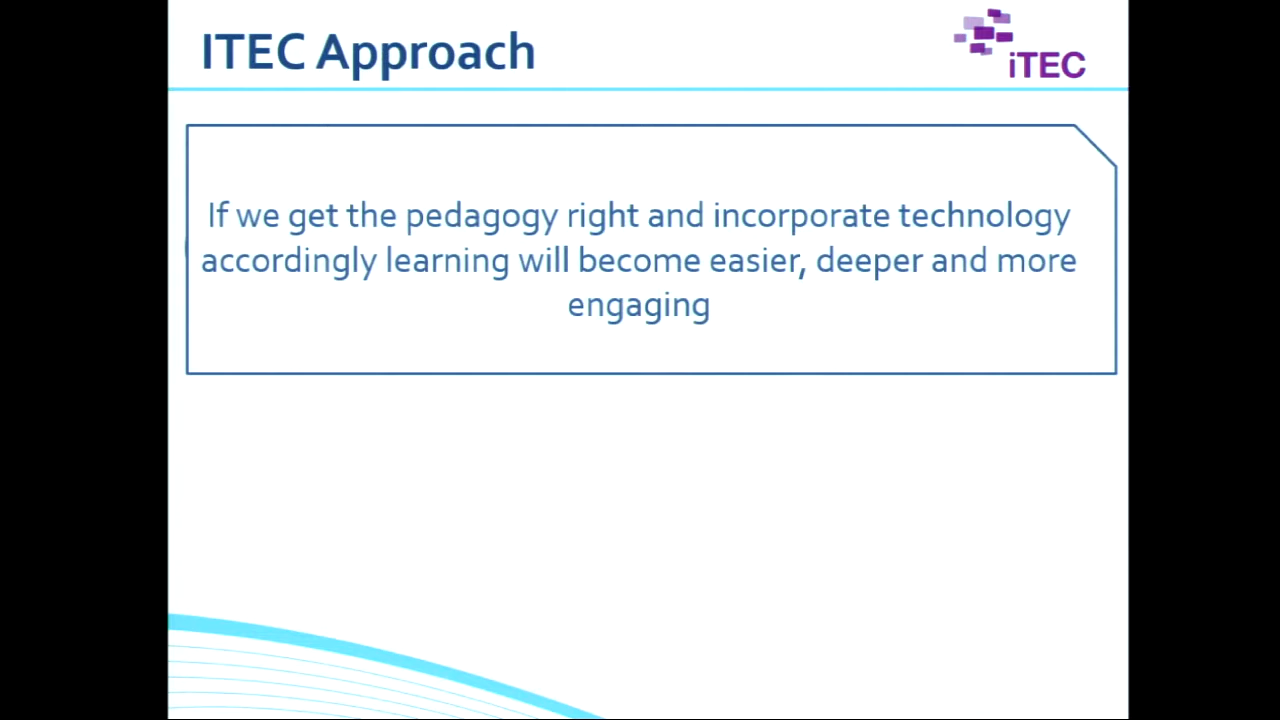 ITEC Approach
iTEC
If we get the pedagogy right and incorporate technology
accordingly learning will become easier, deeper and more
engaging